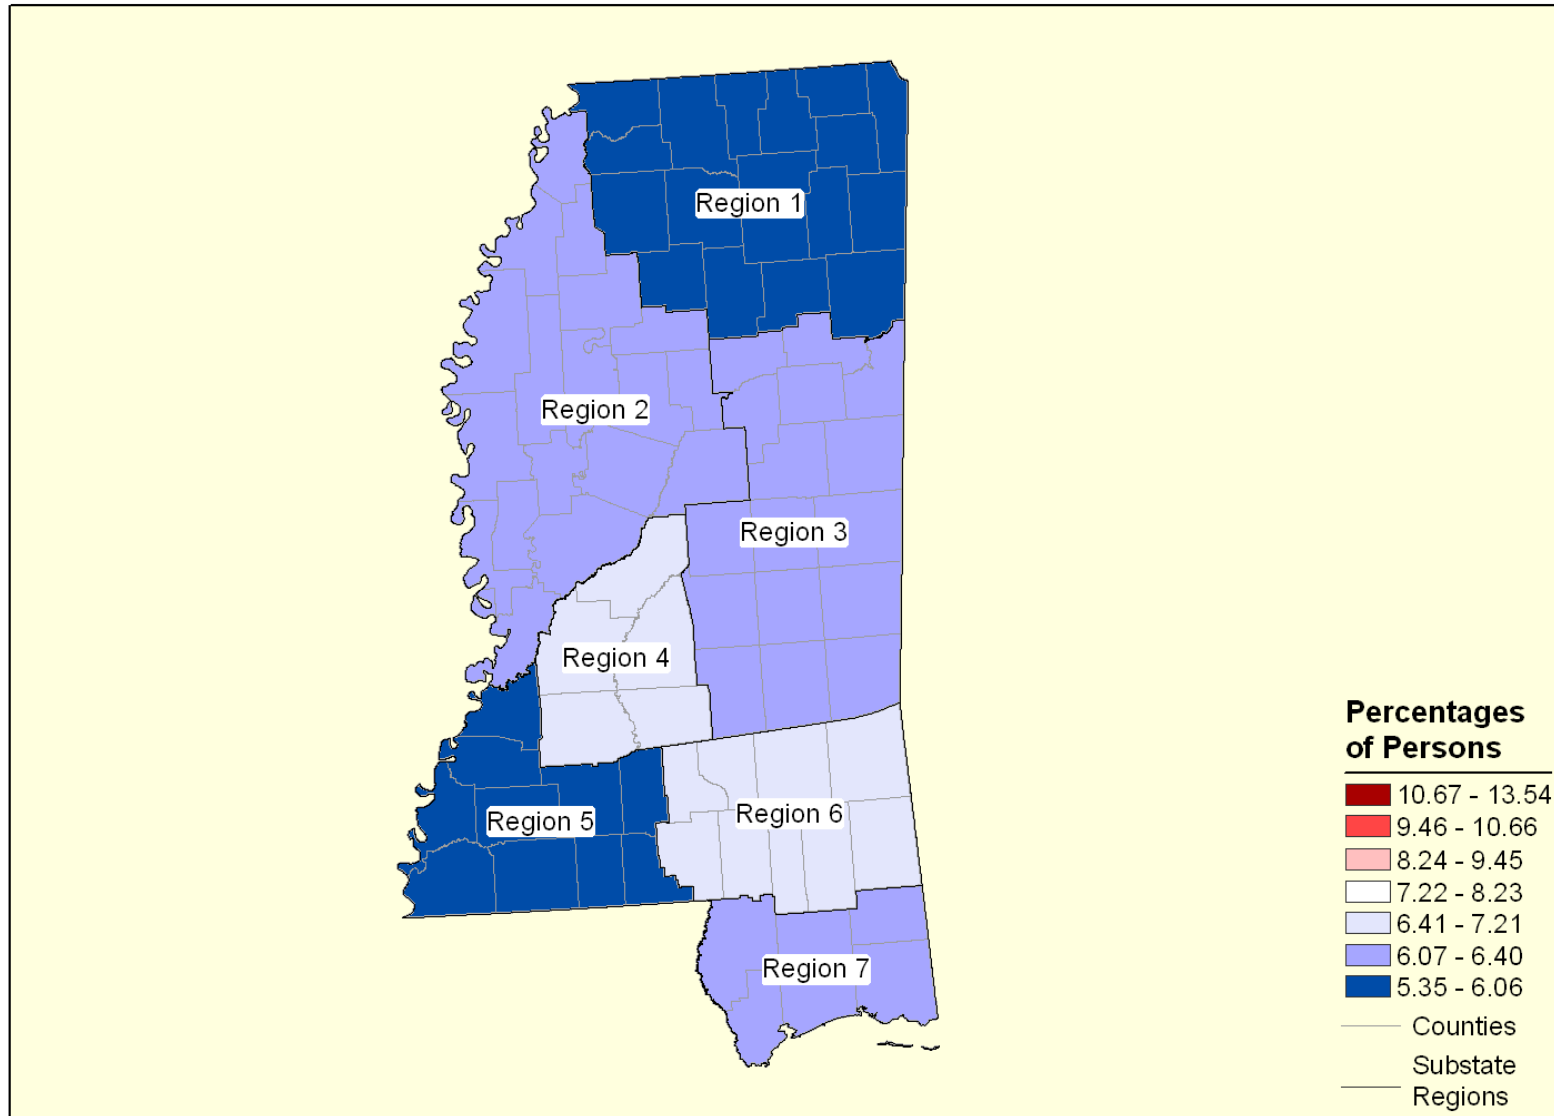 Region 1
Region 2
Region 3
Region 4
Region 5
Region 6
Region 7
Percentages
of Persons
10.67 - 13.54
9.46 - 10.66
8.24 - 9.45
7.22 - 8.23
6.41 - 7.21
6.07 - 6.40
5.35 - 6.06
Counties
Substate
Regions